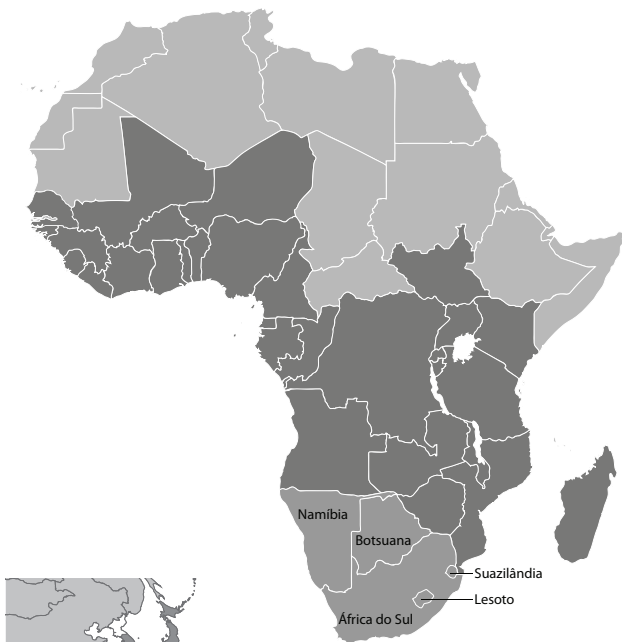 Namíbia
Botsuana
Suazilândia
Lesoto
África do Sul